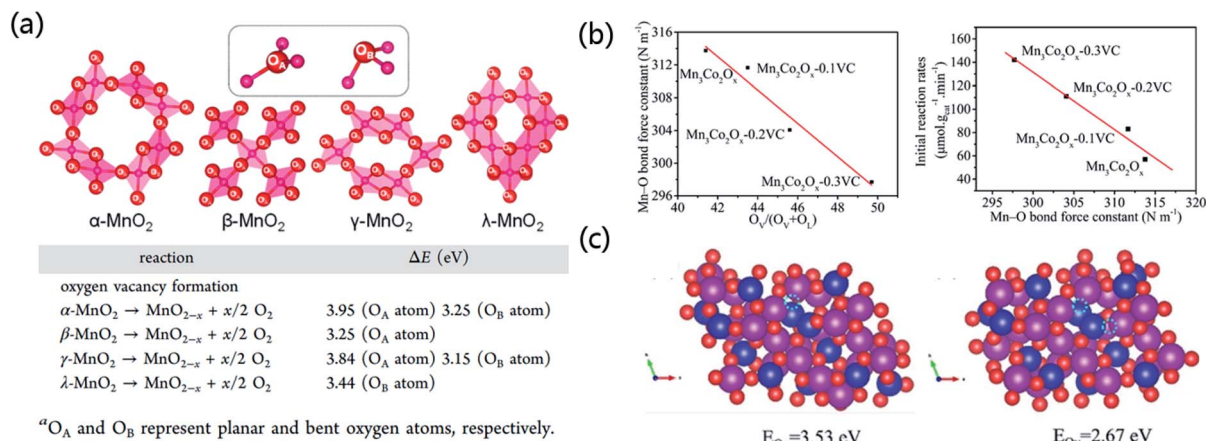 (a)
O_A
O_B
α-MnO₂
β-MnO₂
γ-MnO₂
λ-MnO₂
reaction ΔE (eV)
oxygen vacancy formation
α-MnO₂ → MnO₂₋ₓ + x/2 O₂ 3.95 (O_A atom) 3.25 (O_B atom)
β-MnO₂ → MnO₂₋ₓ + x/2 O₂ 3.25 (O_A atom)
γ-MnO₂ → MnO₂₋ₓ + x/2 O₂ 3.84 (O_A atom) 3.15 (O_B atom)
λ-MnO₂ → MnO₂₋ₓ + x/2 O₂ 3.44 (O_B atom)
ᵃO_A and O_B represent planar and bent oxygen atoms, respectively.
(b)
Mn–O bond force constant (N m⁻¹)
316
312
308
304
300
296
Mn₃Co₂Oₓ
Mn₃Co₂Oₓ-0.1VC
Mn₃Co₂Oₓ-0.2VC
Mn₃Co₂Oₓ-0.3VC
40 42 44 46 48 50
O_V/(O_V+O_L)
Initial reaction rates
(μmol.g_cat⁻¹.min⁻¹)
160
140
120
100
80
60
40
Mn₃Co₂Oₓ-0.3VC
Mn₃Co₂Oₓ-0.2VC
Mn₃Co₂Oₓ-0.1VC
Mn₃Co₂Oₓ
295 300 305 310 315 320
Mn–O bond force constant (N m⁻¹)
(c)
=3.53 eV
=2.67 eV